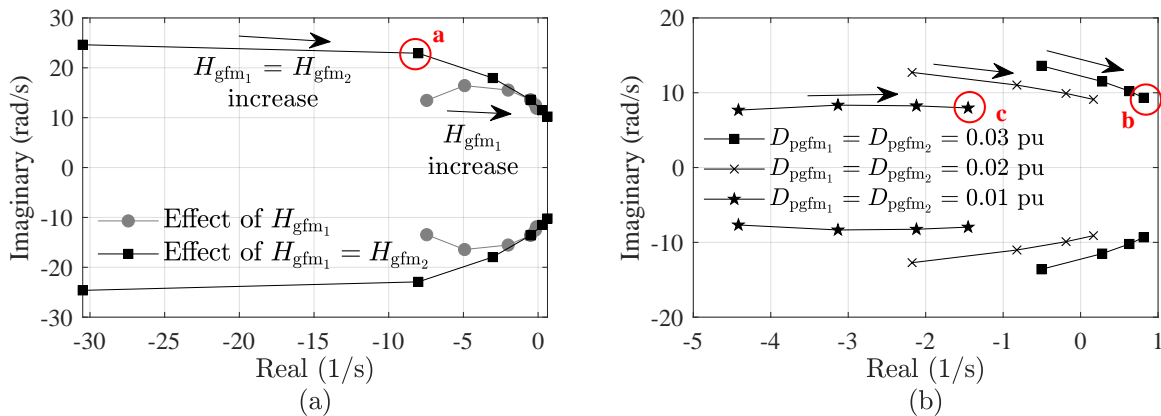 (a)
30
20
10
0
-10
-20
-30
Imaginary (rad/s)
a
H_gfm₁ = H_gfm₂
increase
H_gfm₁
increase
Effect of H_gfm₁
Effect of H_gfm₁ = H_gfm₂
-30 -25 -20 -15 -10 -5 0
Real (1/s)
(a)
(b)
20
10
0
-10
-20
Imaginary (rad/s)
c
b
D_pgfm₁ = D_pgfm₂ = 0.03 pu
D_pgfm₁ = D_pgfm₂ = 0.02 pu
D_pgfm₁ = D_pgfm₂ = 0.01 pu
-5 -4 -3 -2 -1 0 1
Real (1/s)
(b)